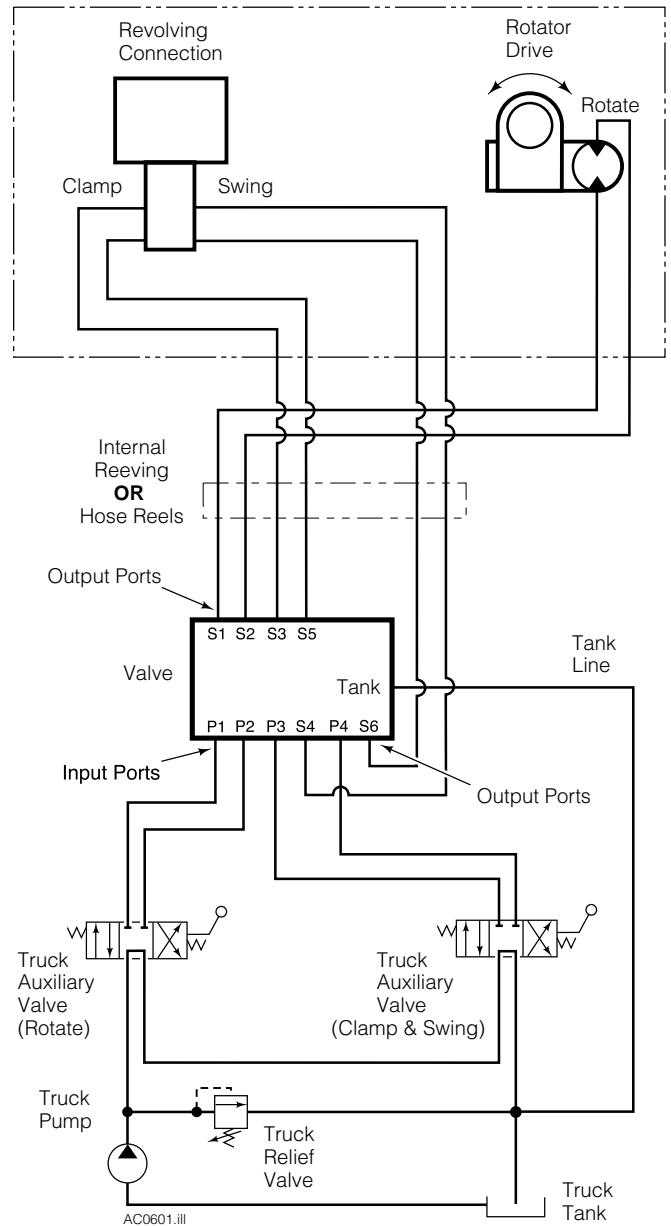 Revolving
Connection
Rotator
Drive
Rotate
Clamp
Swing
Internal
Reeving
OR
Hose Reels
Output Ports
S1 S2 S3 S5
Valve
Tank
Tank
Line
P1 P2 P3 S4 P4 S6
Input Ports
Output Ports
Truck
Auxiliary
Valve
(Rotate)
Truck
Auxiliary
Valve
(Clamp & Swing)
Truck
Pump
Truck
Relief
Valve
Truck
Tank
AC0601.ill